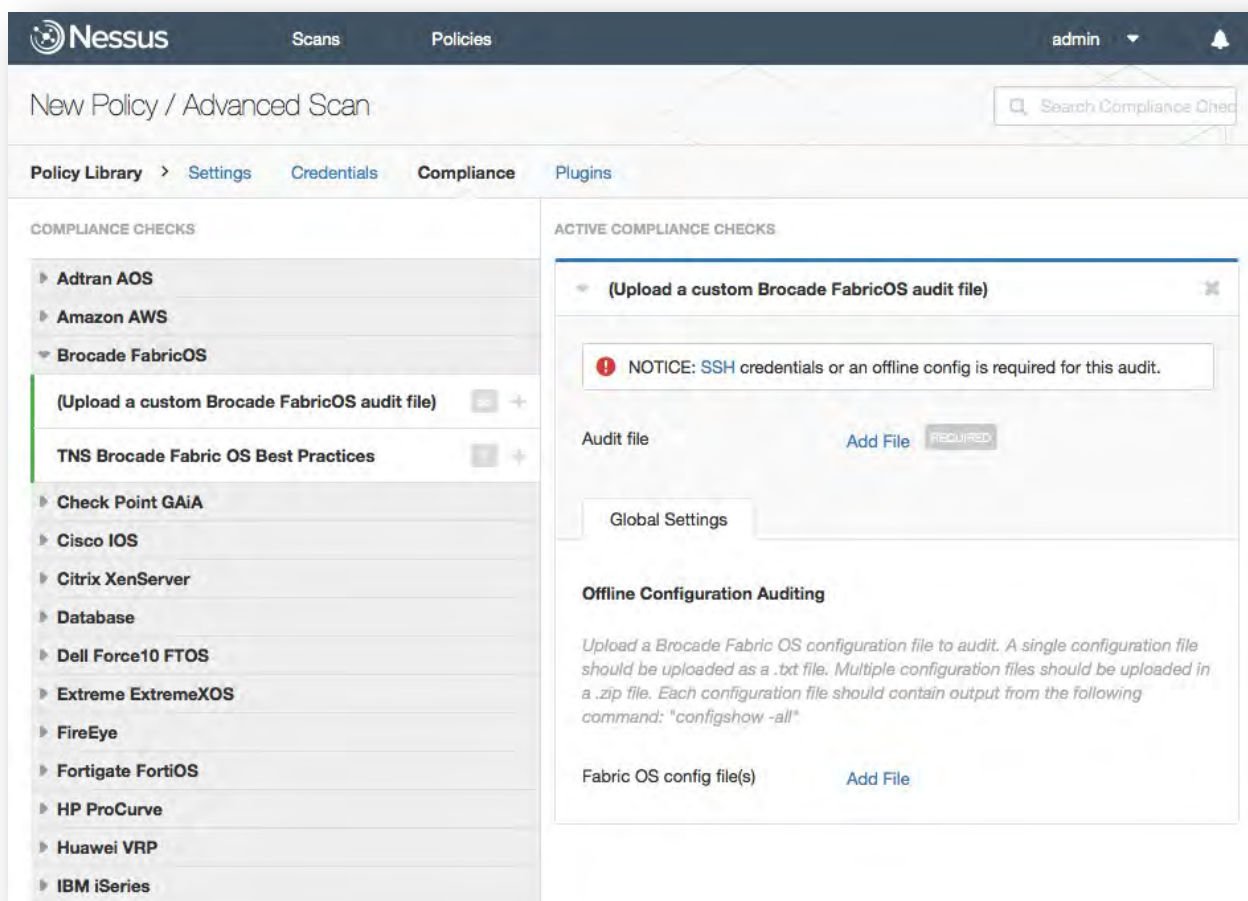 Nessus
Scans
Policies
admin
New Policy / Advanced Scan
Search Compliance Chec
Policy Library > Settings Credentials Compliance Plugins
COMPLIANCE CHECKS
Adtran AOS
Amazon AWS
Brocade FabricOS
(Upload a custom Brocade FabricOS audit file)
TNS Brocade Fabric OS Best Practices
Check Point GAiA
Cisco IOS
Citrix XenServer
Database
Dell Force10 FTOS
Extreme ExtremeXOS
FireEye
Fortigate FortiOS
HP ProCurve
Huawei VRP
IBM iSeries
ACTIVE COMPLIANCE CHECKS
(Upload a custom Brocade FabricOS audit file)
NOTICE: SSH credentials or an offline config is required for this audit.
Audit file Add File REQUIRED
Global Settings
Offline Configuration Auditing
Upload a Brocade Fabric OS configuration file to audit. A single configuration file
should be uploaded as a .txt file. Multiple configuration files should be uploaded in
a .zip file. Each configuration file should contain output from the following
command: "configshow -all"
Fabric OS config file(s) Add File